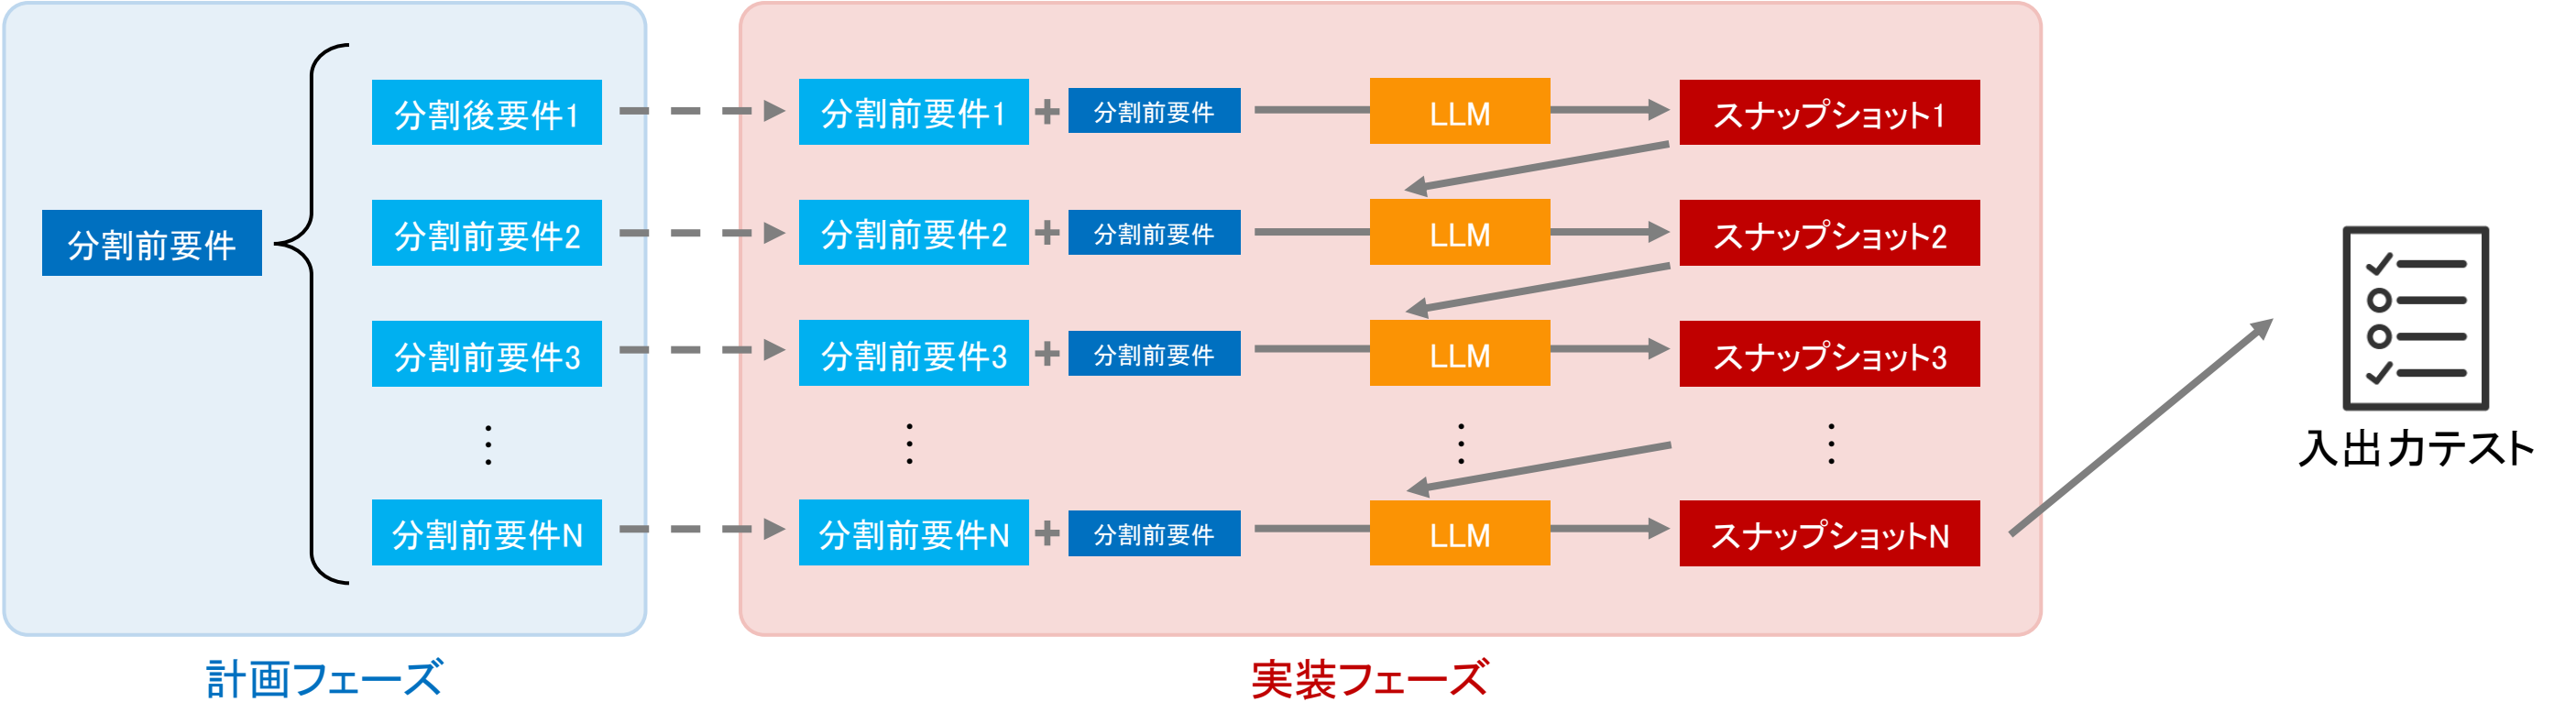 分割前要件
分割後要件1
分割前要件2
分割前要件3
⋮
分割前要件N
計画フェーズ
分割前要件1 + 分割前要件 LLM スナップショット1
分割前要件2 + 分割前要件 LLM スナップショット2
分割前要件3 + 分割前要件 LLM スナップショット3
⋮ ⋮ ⋮
分割前要件N + 分割前要件 LLM スナップショットN
実装フェーズ
入出力テスト